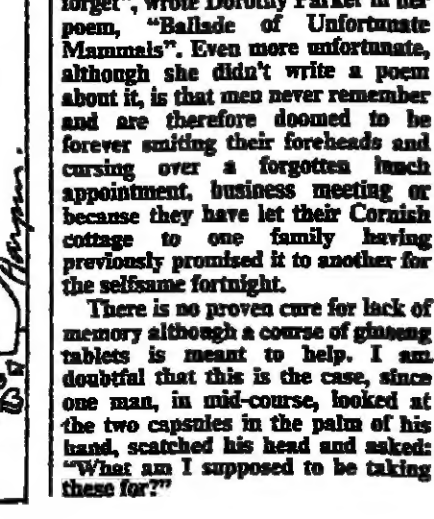 forget", wrote Dorothy Parker in her
poem, "Ballade of Unfortunate
Mammals". Even more unfortunate,
although she didn't write a poem
about it, is that men never remember
and are therefore doomed to be
forever smiting their foreheads and
cursing over a forgotten lunch
appointment, business meeting or
because they have let their Cornish
cottage to one family having
previously promised it to another for
the selfsame fortnight.
There is no proven cure for lack of
memory although a course of ginseng
tablets is meant to help. I am
doubtful that this is the case, since
one man, in mid-course, looked at
the two capsules in the palm of his
hand, scatched his head and asked:
"What am I supposed to be taking
these for?"